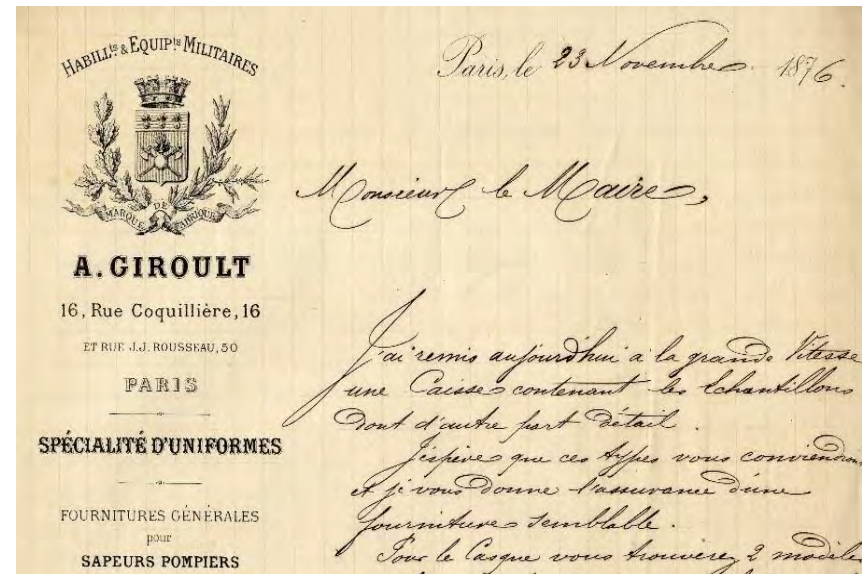 HABILL.ts & EQUIP.ts MILITAIRES
MARQUE DE FABRIQUE
A. GIROULT
16, Rue Coquillière, 16
ET RUE J.J. ROUSSEAU, 50
PARIS
SPÉCIALITÉ D'UNIFORMES
FOURNITURES GÉNÉRALES
pour
SAPEURS POMPIERS
Paris, le 23 Novembre 1876.
Monsieur le Maire,
J'ai remis aujourd'hui à la grande Vitesse
une Caisse contenant les Échantillons
dont d'autre part détail.
J'espère que ces types vous conviendron
et je vous donne l'assurance d'une
fourniture semblable.
Pour le Casque vous trouverez 2 modèle